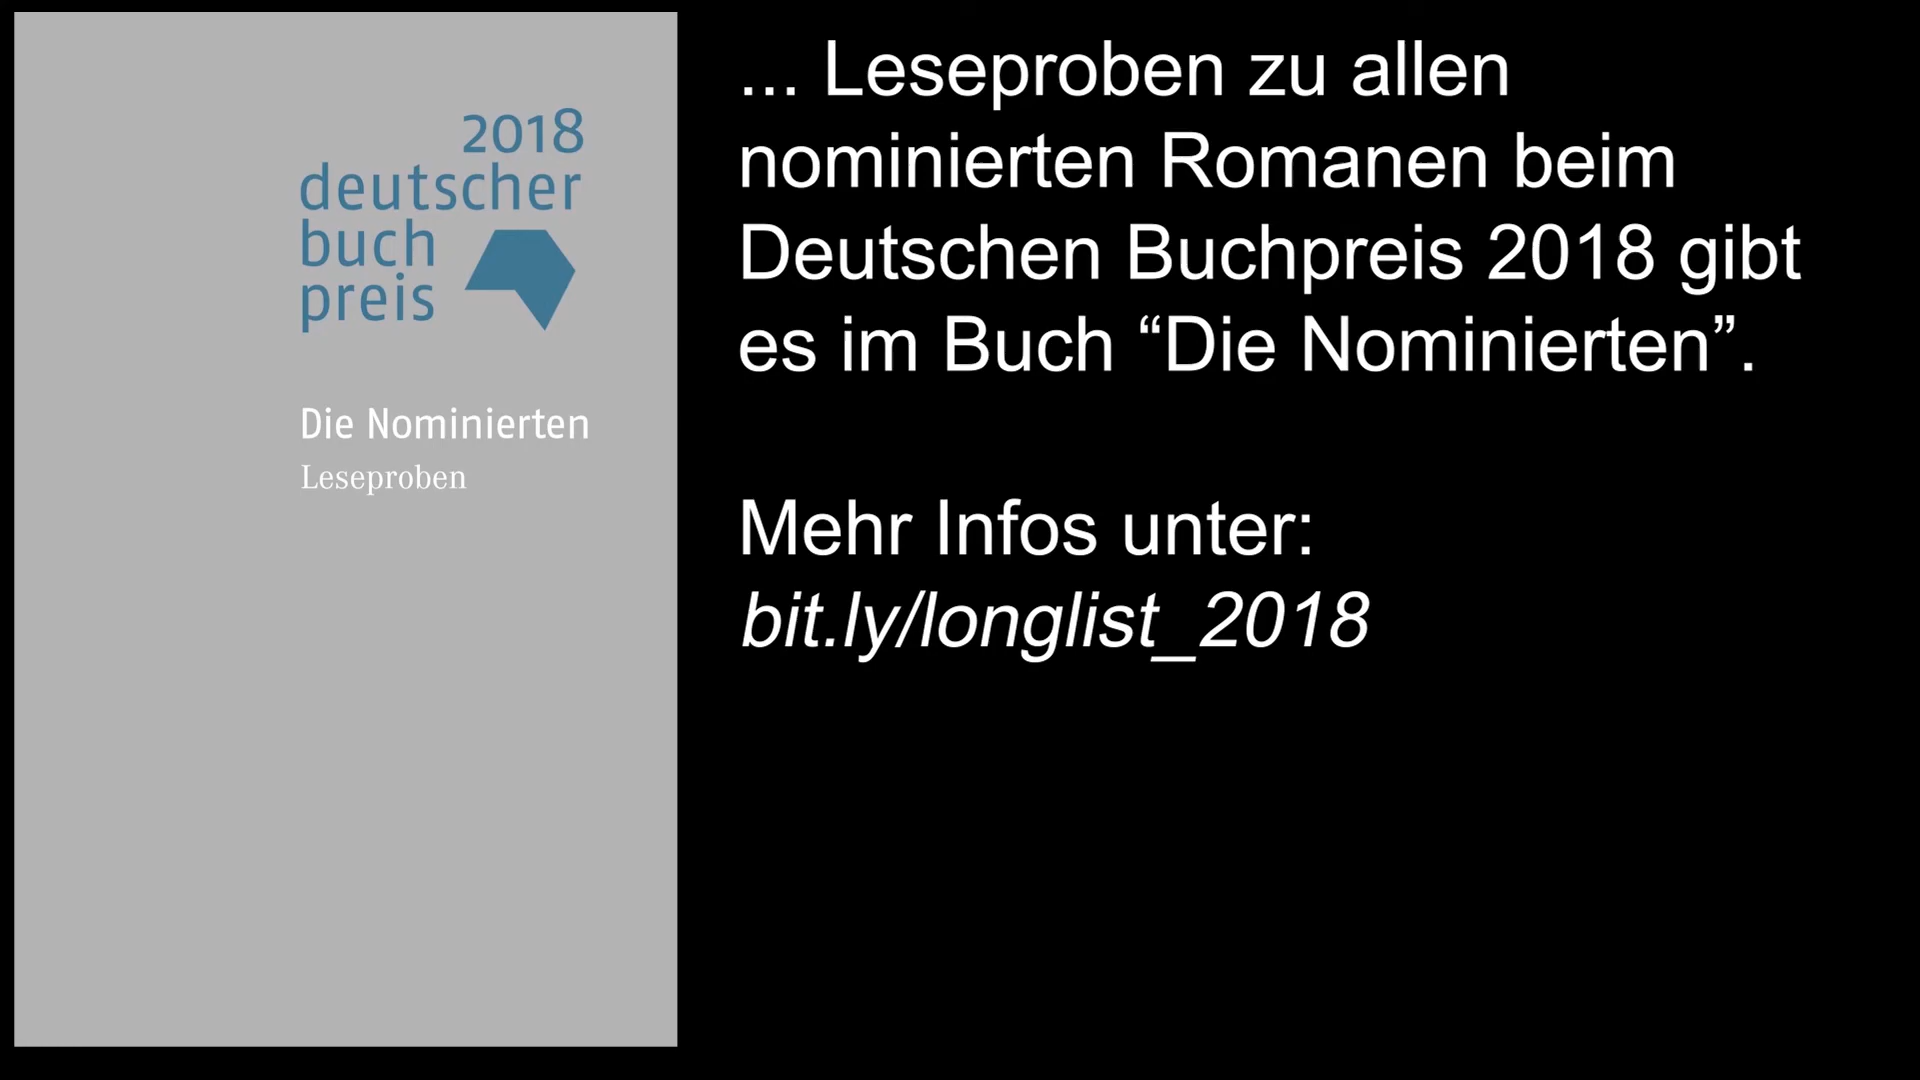 2018
deutscher
buch
preis
Die Nominierten
Leseproben
... Leseproben zu allen
nominierten Romanen beim
Deutschen Buchpreis 2018 gibt
es im Buch “Die Nominierten”.
Mehr Infos unter:
bit.ly/longlist_2018